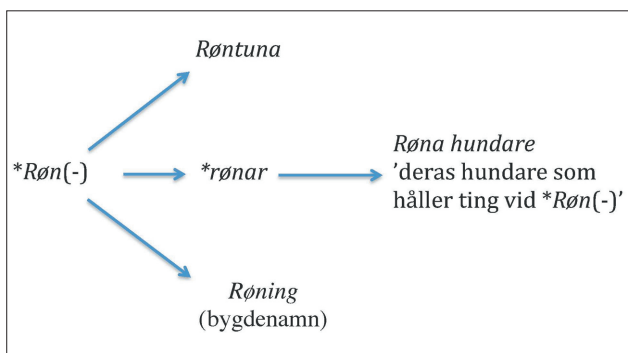 Røntuna
*Røn(-)
*rønar
Røna hundare
’deras hundare som
håller ting vid *Røn(-)’
Røning
(bygdenamn)